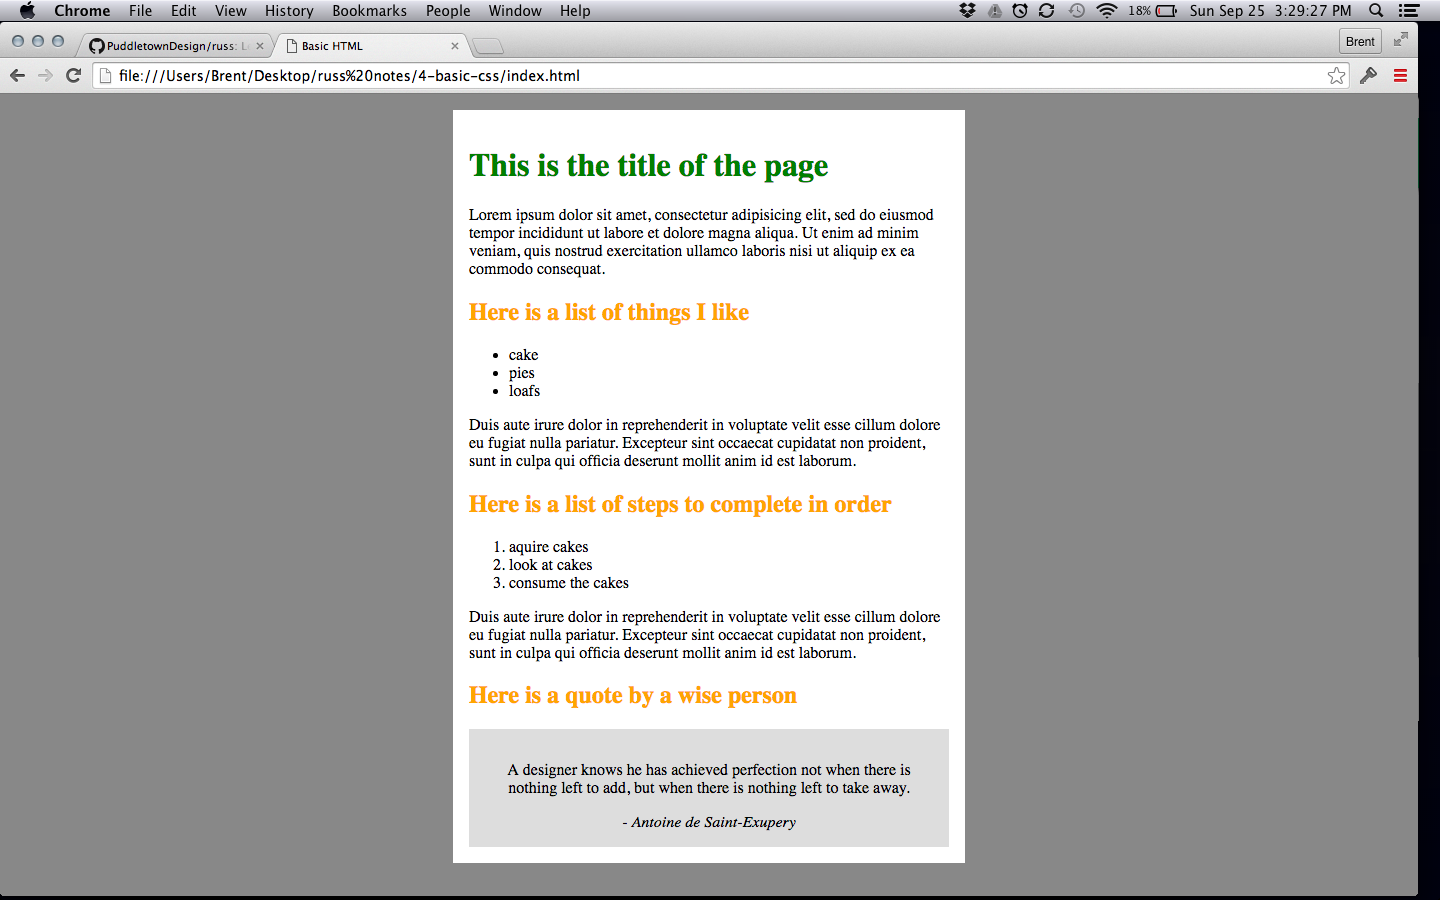 Chrome File Edit View History Bookmarks People Window Help 18% Sun Sep 25 3:29:27 PM
PuddletownDesign/russ: Basic HTML Brent
file:///Users/Brent/Desktop/russ%20notes/4-basic-css/index.html
This is the title of the page
Lorem ipsum dolor sit amet, consectetur adipisicing elit, sed do eiusmod
tempor incididunt ut labore et dolore magna aliqua. Ut enim ad minim
veniam, quis nostrud exercitation ullamco laboris nisi ut aliquip ex ea
commodo consequat.
Here is a list of things I like
• cake
• pies
• loafs
Duis aute irure dolor in reprehenderit in voluptate velit esse cillum dolore
eu fugiat nulla pariatur. Excepteur sint occaecat cupidatat non proident,
sunt in culpa qui officia deserunt mollit anim id est laborum.
Here is a list of steps to complete in order
1. aquire cakes
2. look at cakes
3. consume the cakes
Duis aute irure dolor in reprehenderit in voluptate velit esse cillum dolore
eu fugiat nulla pariatur. Excepteur sint occaecat cupidatat non proident,
sunt in culpa qui officia deserunt mollit anim id est laborum.
Here is a quote by a wise person
A designer knows he has achieved perfection not when there is
nothing left to add, but when there is nothing left to take away.
- Antoine de Saint-Exupery